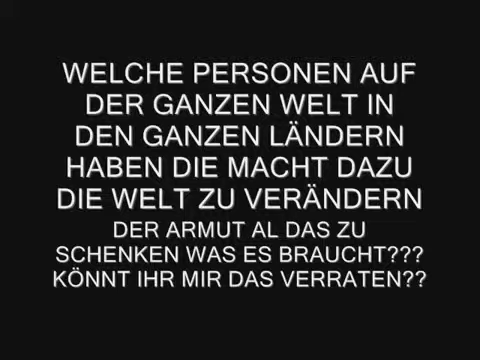 WELCHE PERSONEN AUF
DER GANZEN WELT IN
DEN GANZEN LÄNDERN
HABEN DIE MACHT DAZU
DIE WELT ZU VERÄNDERN
DER ARMUT AL DAS ZU
SCHENKEN WAS ES BRAUCHT???
KÖNNT IHR MIR DAS VERRATEN??